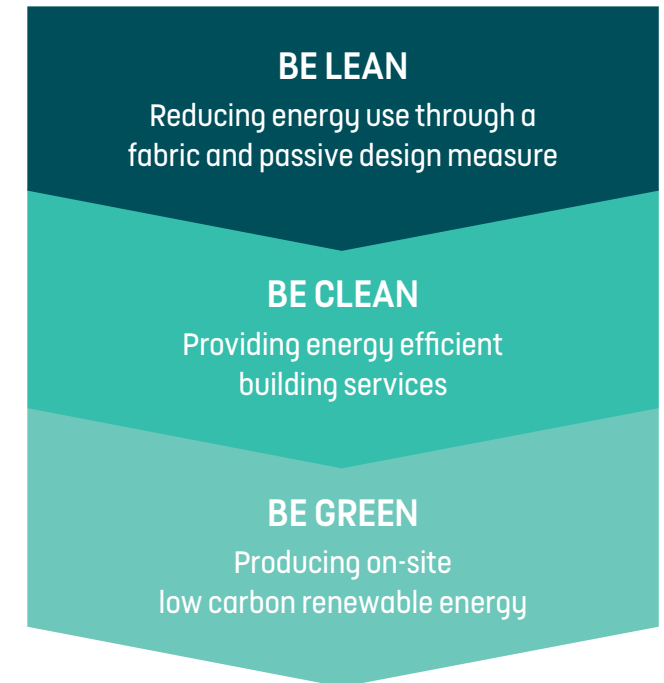 BE LEAN
Reducing energy use through a
fabric and passive design measure
BE CLEAN
Providing energy efficient
building services
BE GREEN
Producing on-site
low carbon renewable energy